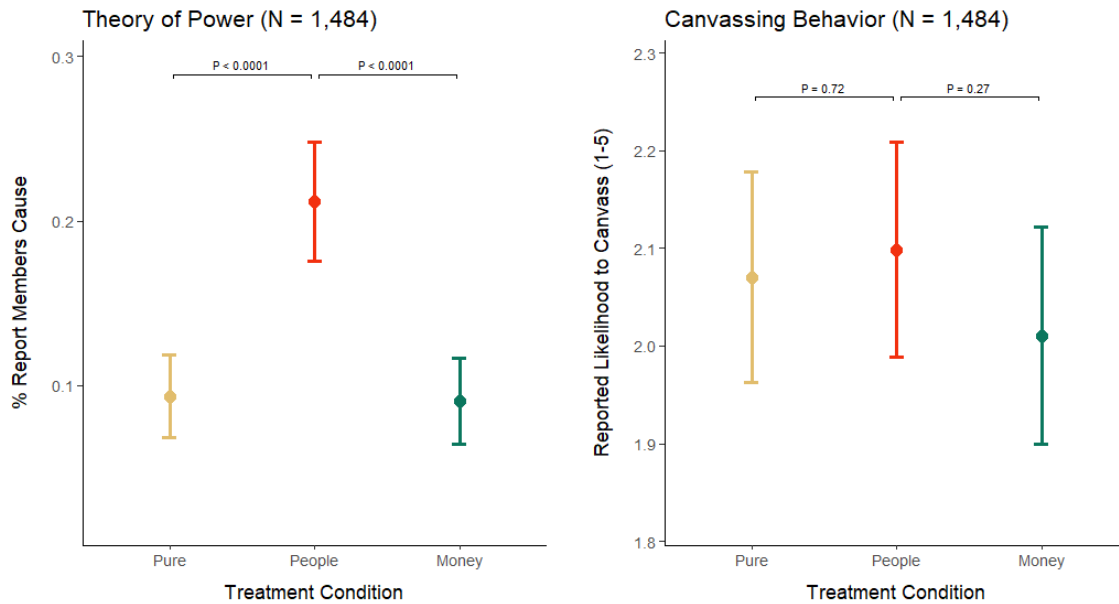 Theory of Power (N = 1,484)
% Report Members Cause
0.3
0.2
0.1
P < 0.0001
P < 0.0001
Pure
People
Money
Treatment Condition
Canvassing Behavior (N = 1,484)
Reported Likelihood to Canvass (1-5)
2.3
2.2
2.1
2.0
1.9
1.8
P = 0.72
P = 0.27
Pure
People
Money
Treatment Condition